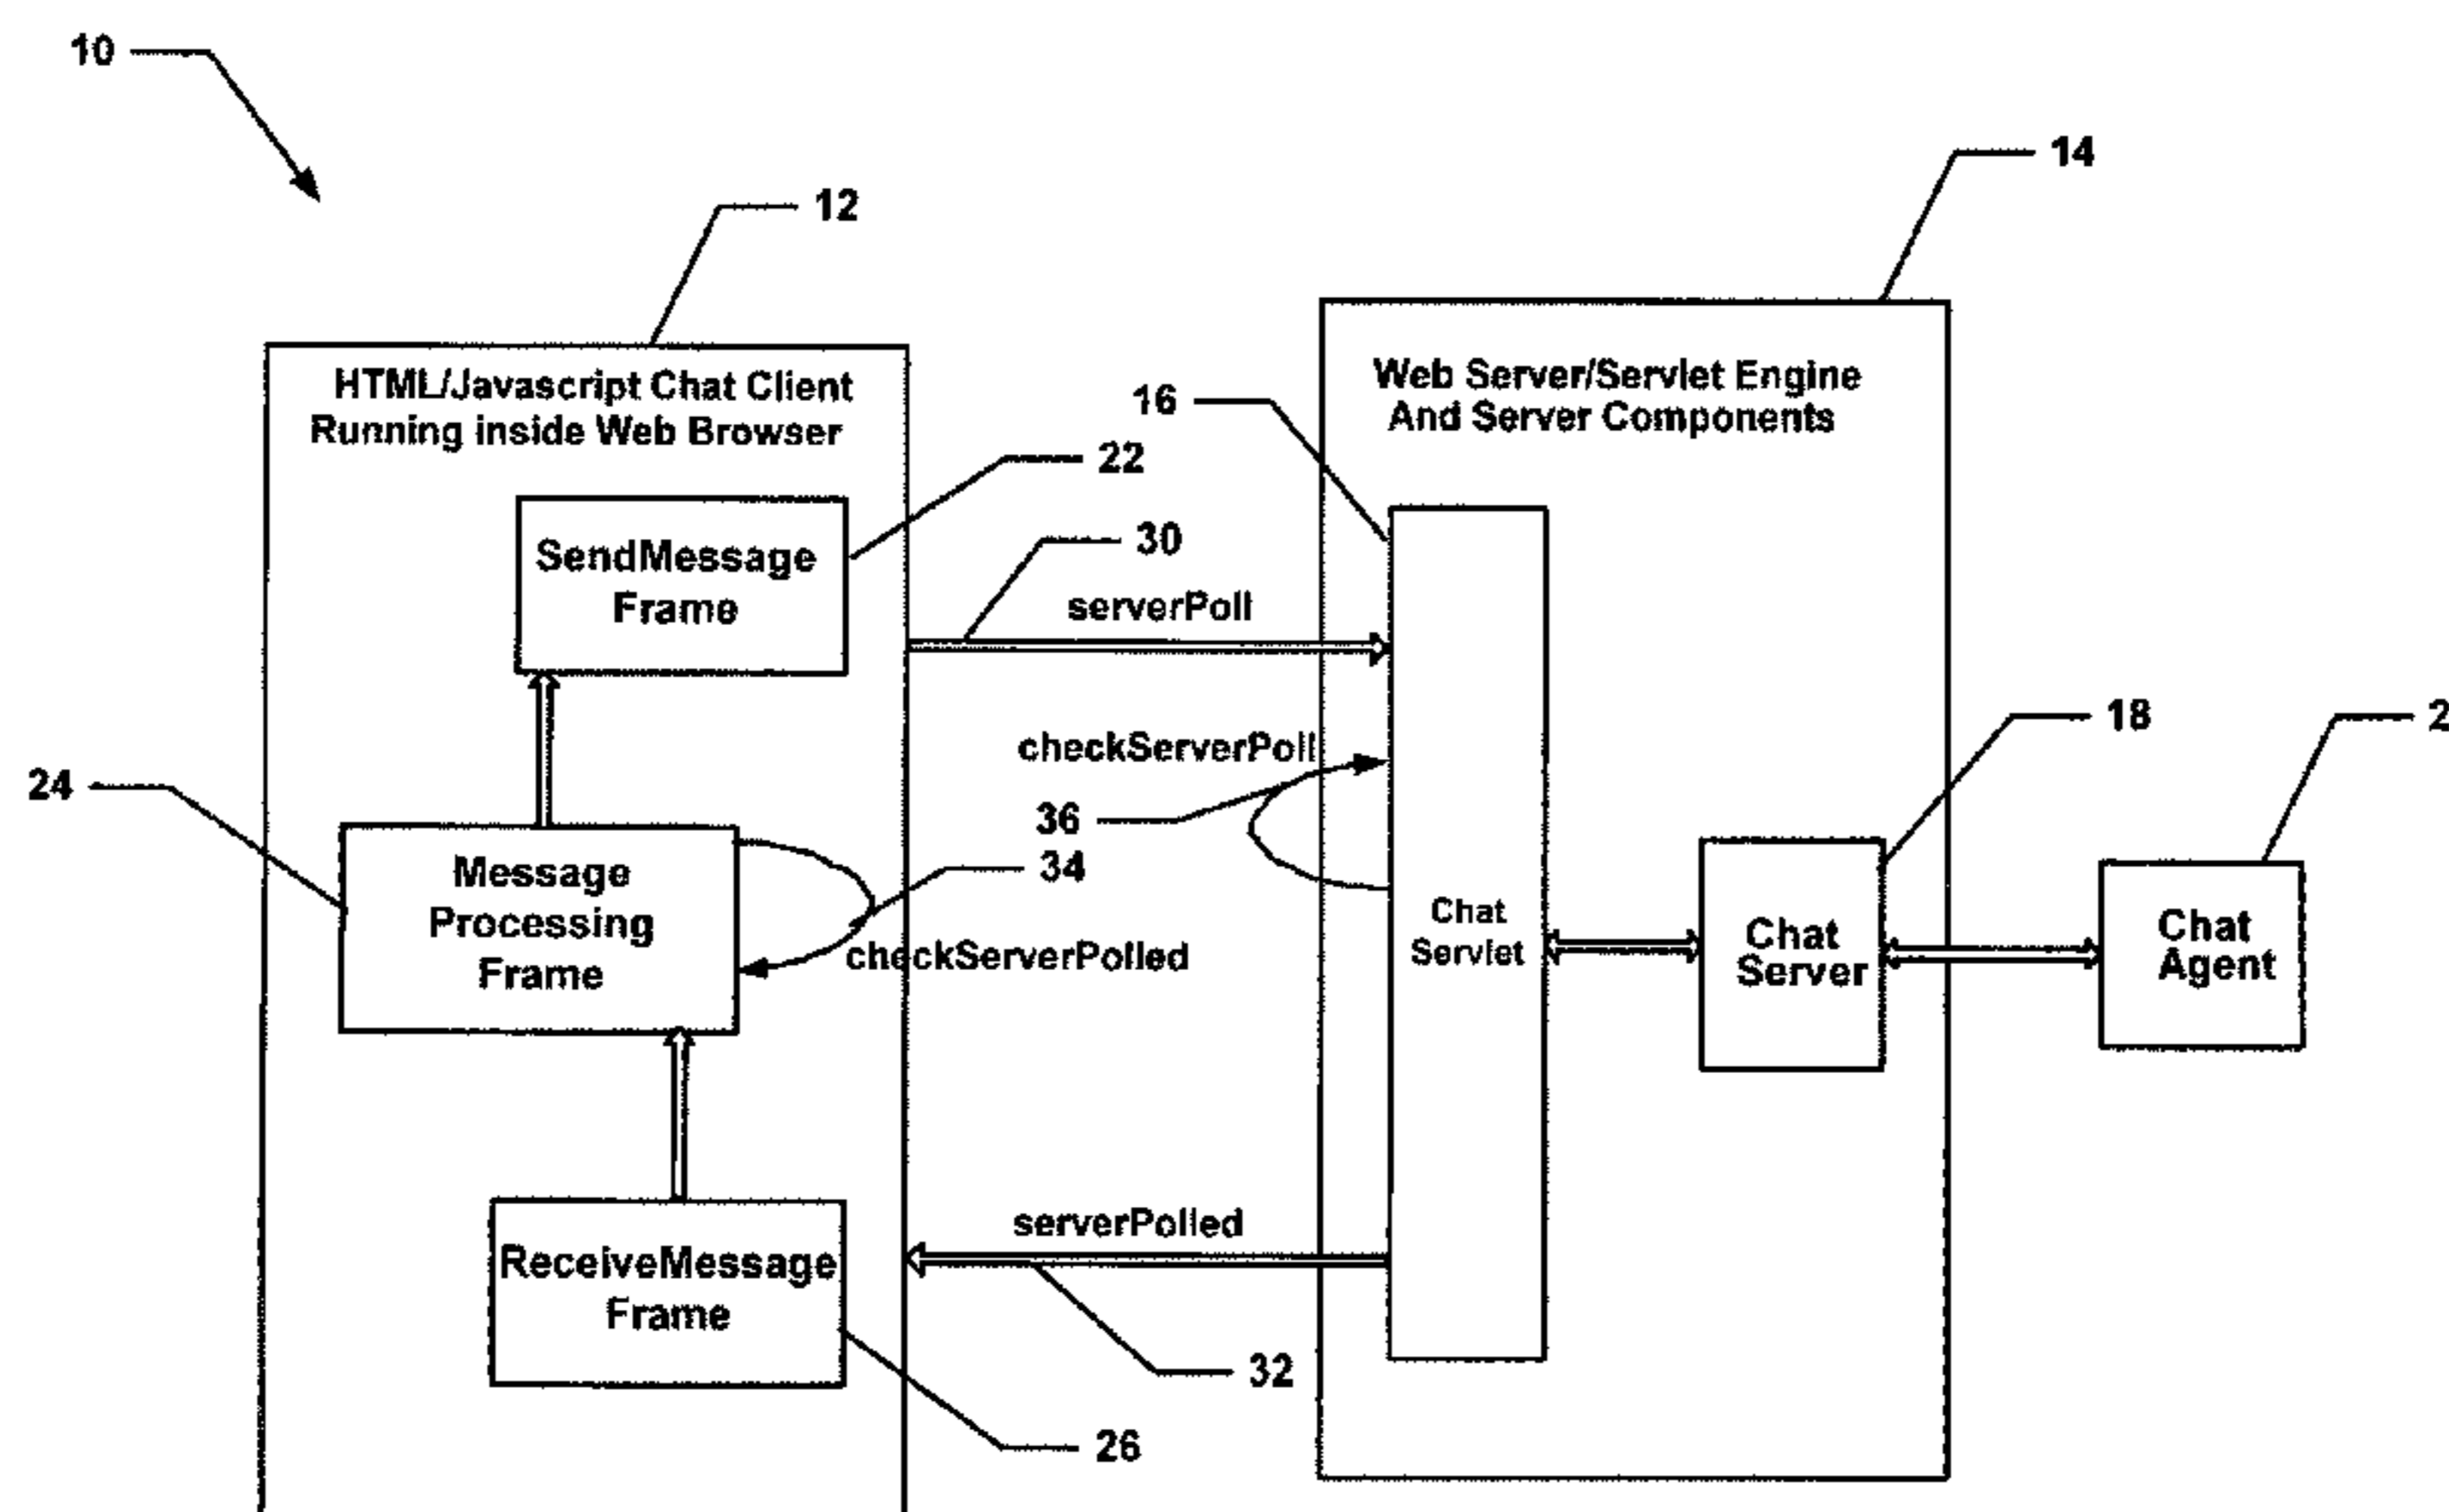 10
14
12
HTML/Javascript Chat Client
Running inside Web Browser
Web Server/Servlet Engine
And Server Components
16
22
SendMessage
Frame
30
serverPoll
checkServerPoll
18
2
24
36
34
Message
Processing
Frame
checkServerPolled
Chat
Servlet
Chat
Server
Chat
Agent
serverPolled
ReceiveMessage
Frame
32
26